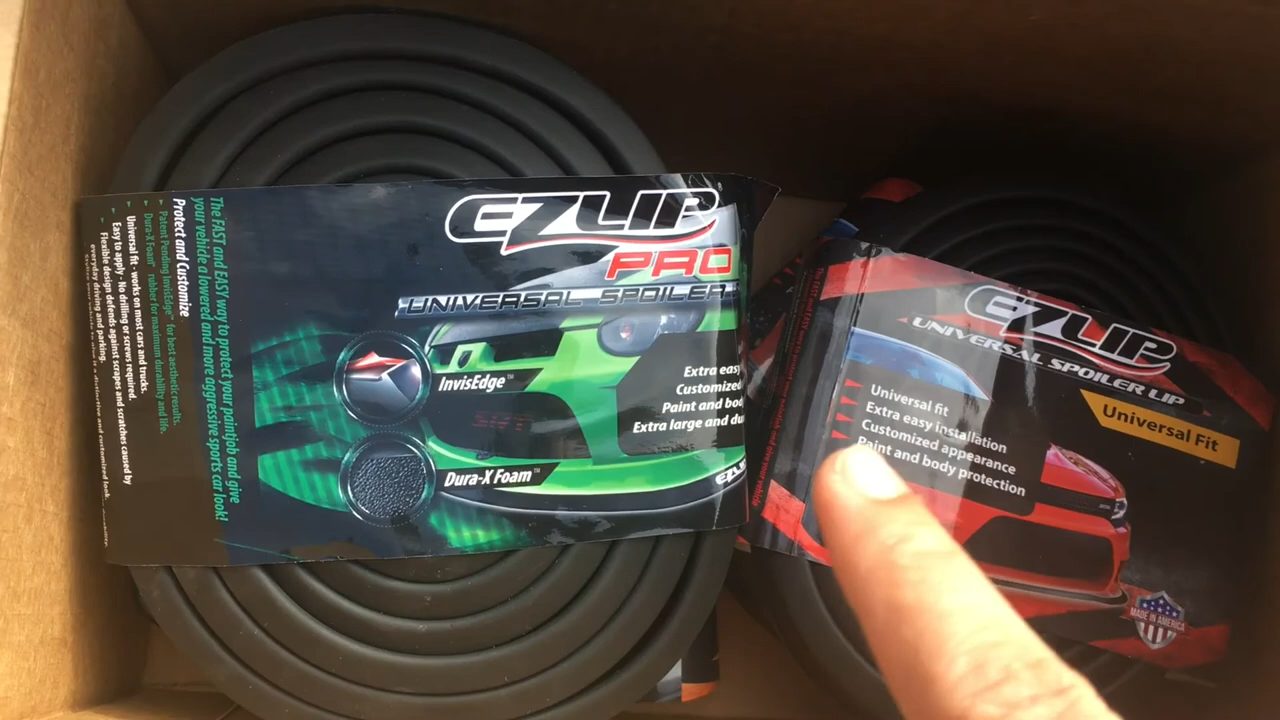 EZLIP
PRO
UNIVERSAL SPOILER
InvisEdge™
Dura-X Foam™
Extra easy
Customized
Paint and bod
Extra large and du
EZLIP
The FAST and EASY way to protect your paint job and give
your vehicle a lowered and more aggressive sports car look!
Protect and Customize
Patent Pending InvisEdge™ for best aesthetic results.
Dura-X Foam™ rubber for maximum durability and life.
Universal fit - works on most cars and trucks.
Easy to apply - No drilling or screws required.
Flexible design defends against scrapes and scratches caused by
everyday driving and parking.
EZLIP
UNIVERSAL SPOILER LIP
Universal Fit
Universal fit
Extra easy installation
Customized appearance
Paint and body protection
MADE IN AMERICA